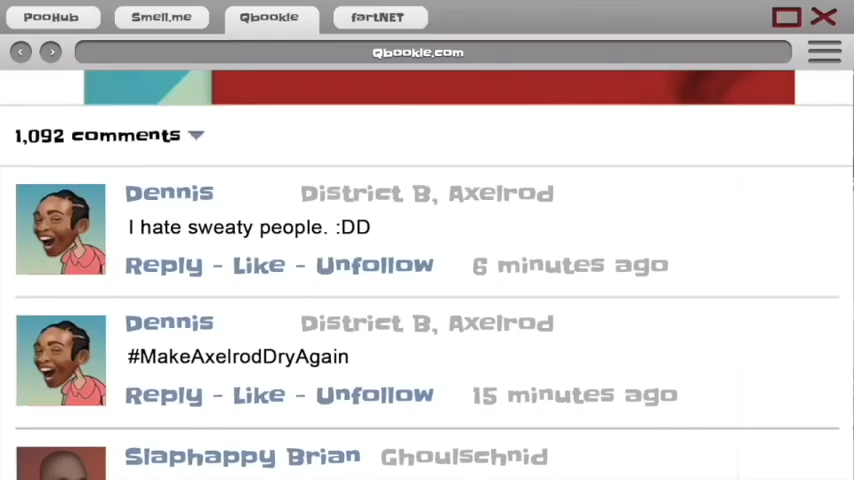 PooHub Smell.me Qbookle fartNET
Qbookle.com
1,092 comments
Dennis District B, Axelrod
I hate sweaty people. :DD
Reply - Like - Unfollow 6 minutes ago
Dennis District B, Axelrod
#MakeAxelrodDryAgain
Reply - Like - Unfollow 15 minutes ago
Slaphappy Brian Ghoulschnid